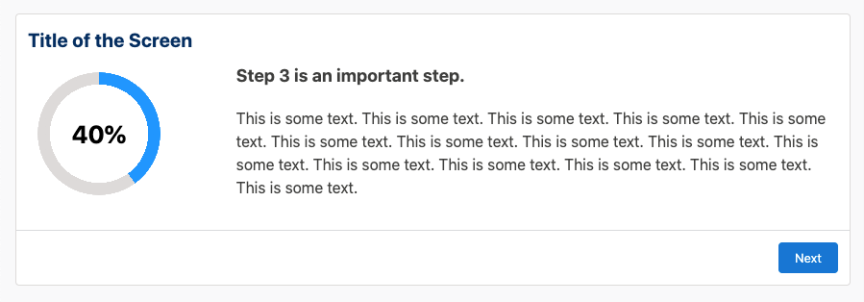 Title of the Screen
40%
Step 3 is an important step.
This is some text. This is some text. This is some text. This is some text. This is some
text. This is some text. This is some text. This is some text. This is some text. This is
some text. This is some text. This is some text. This is some text. This is some text.
This is some text.
Next